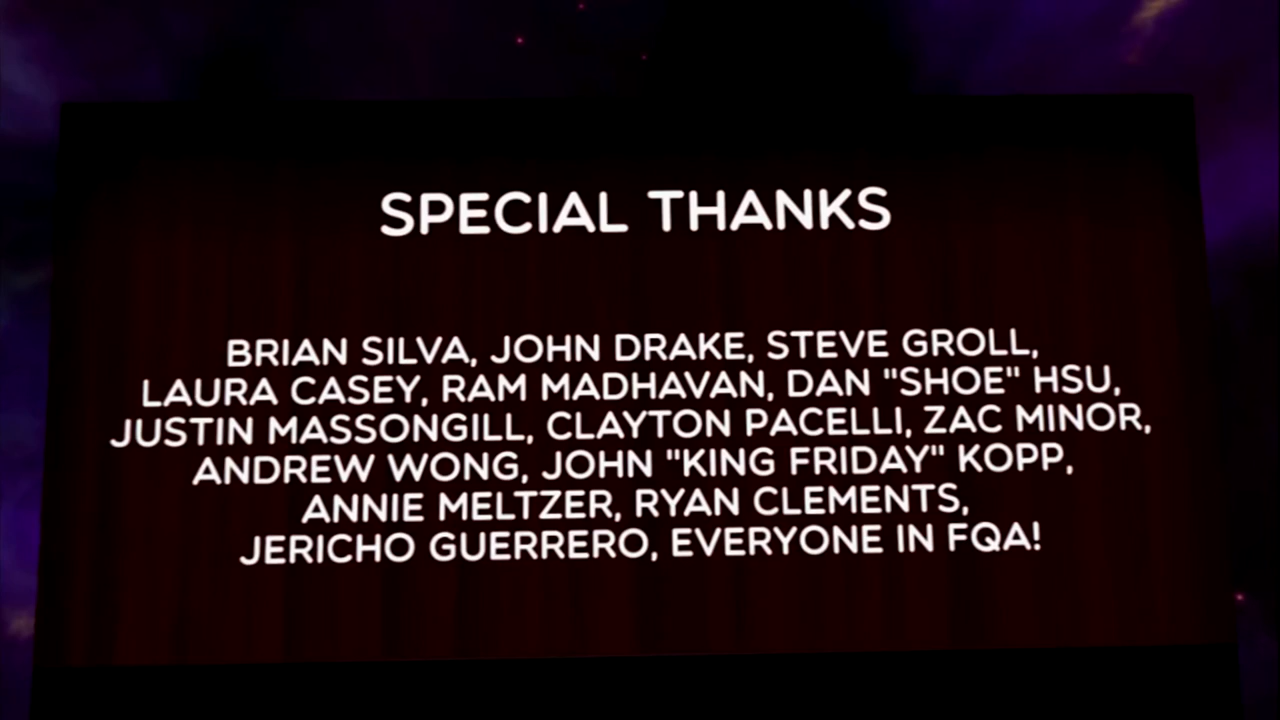 SPECIAL THANKS
BRIAN SILVA, JOHN DRAKE, STEVE GROLL,
LAURA CASEY, RAM MADHAVAN, DAN "SHOE" HSU,
JUSTIN MASSONGILL, CLAYTON PACELLI, ZAC MINOR,
ANDREW WONG, JOHN "KING FRIDAY" KOPP,
ANNIE MELTZER, RYAN CLEMENTS,
JERICHO GUERRERO, EVERYONE IN FQA!